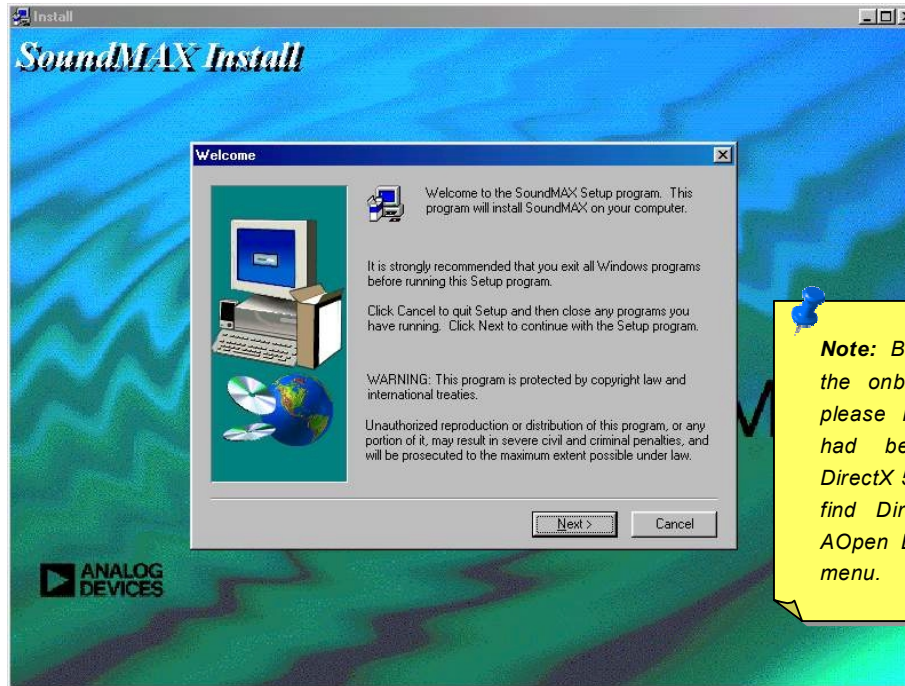 Install
SoundMAX Install
Welcome
Welcome to the SoundMAX Setup program. This
program will install SoundMAX on your computer.
It is strongly recommended that you exit all Windows programs
before running this Setup program.
Click Cancel to quit Setup and then close any programs you
have running. Click Next to continue with the Setup program.
WARNING: This program is protected by copyright law and
international treaties.
Unauthorized reproduction or distribution of this program, or any
portion of it, may result in severe civil and criminal penalties, and
will be prosecuted to the maximum extent possible under law.
Next >
Cancel
Note:
the
please
had
DirectX
find
AOpen
menu.
ANALOG
DEVICES